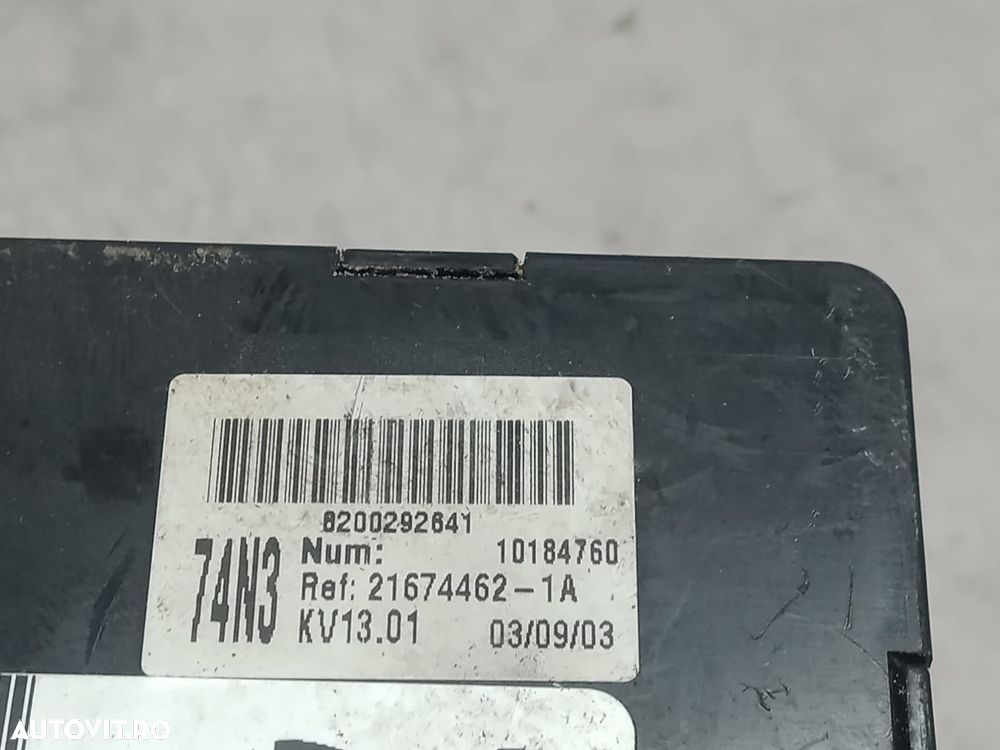 8200292641
74N3
Num: 10184760
Ref: 21674462-1A
KV13.01 03/09/03
AUTOVIT.RO